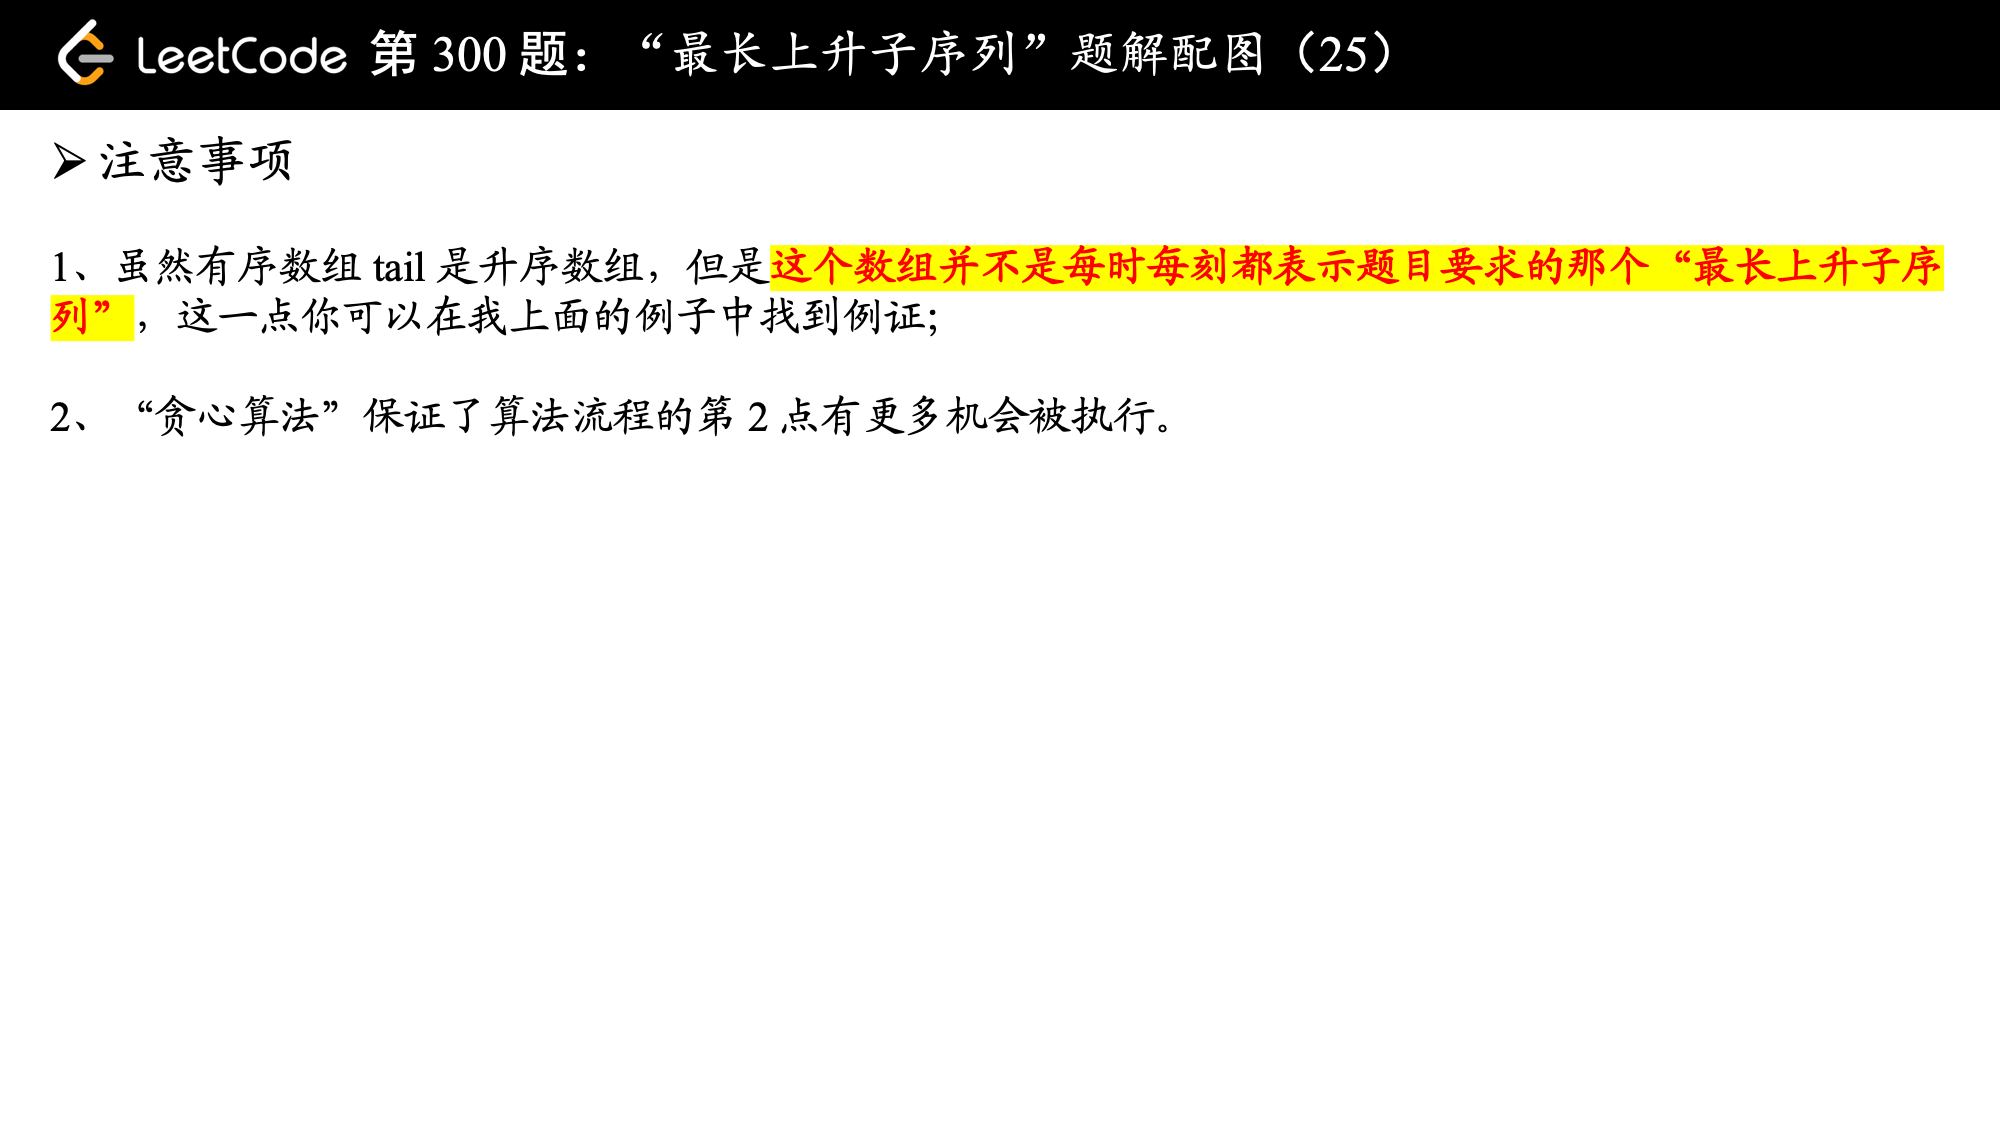 LeetCode 第 300 题：“最长上升子序列”题解配图（25）
➢ 注意事项
1、虽然有序数组 tail 是升序数组，但是这个数组并不是每时每刻都表示题目要求的那个“最长上升子序
列”，这一点你可以在我上面的例子中找到例证；
2、“贪心算法”保证了算法流程的第 2 点有更多机会被执行。